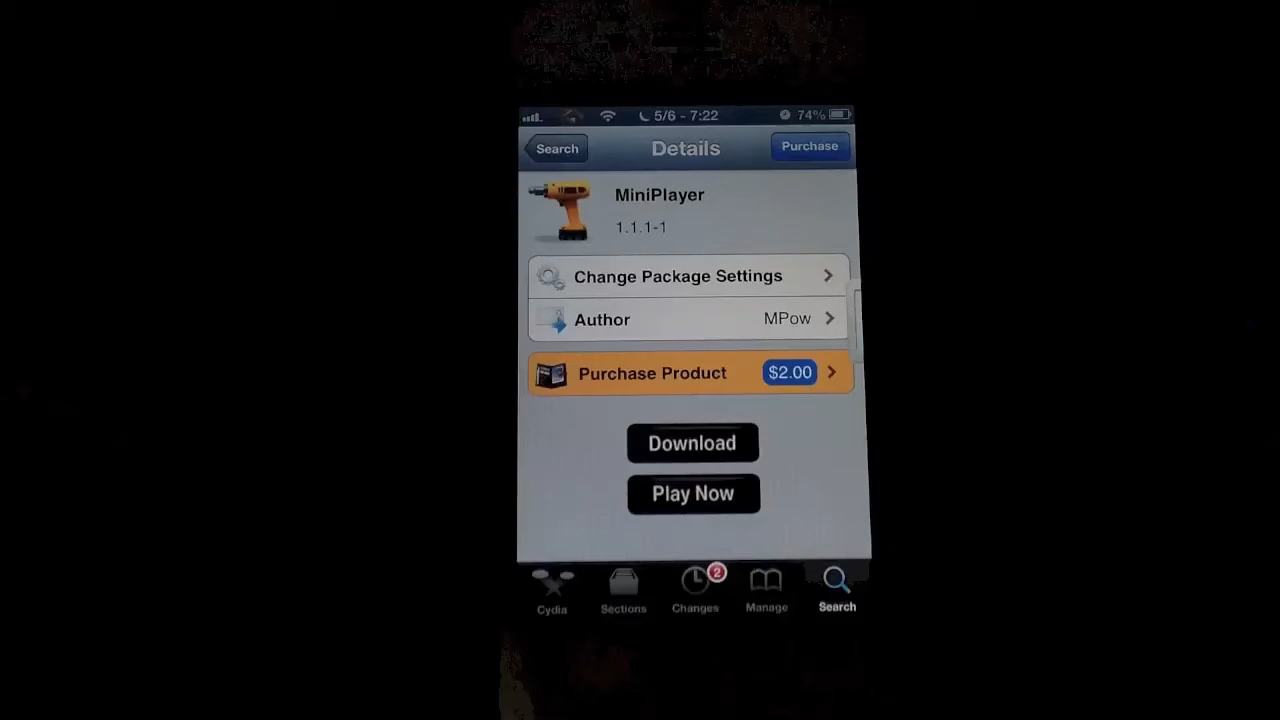 5/6 - 7:22 74%
Search Details Purchase
MiniPlayer
1.1.1-1
Change Package Settings
Author MPow
Purchase Product $2.00
Download
Play Now
2
Cydia Sections Changes Manage Search